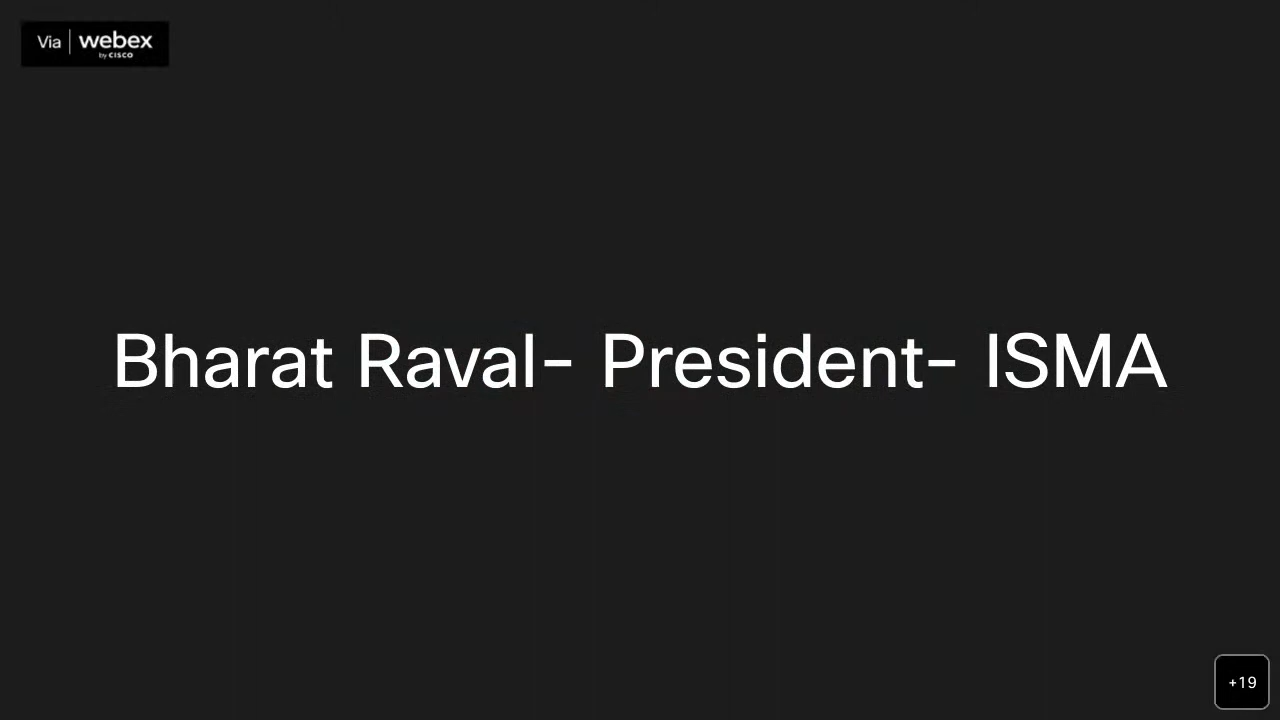 Via | webex
by CISCO
Bharat Raval- President- ISMA
+19